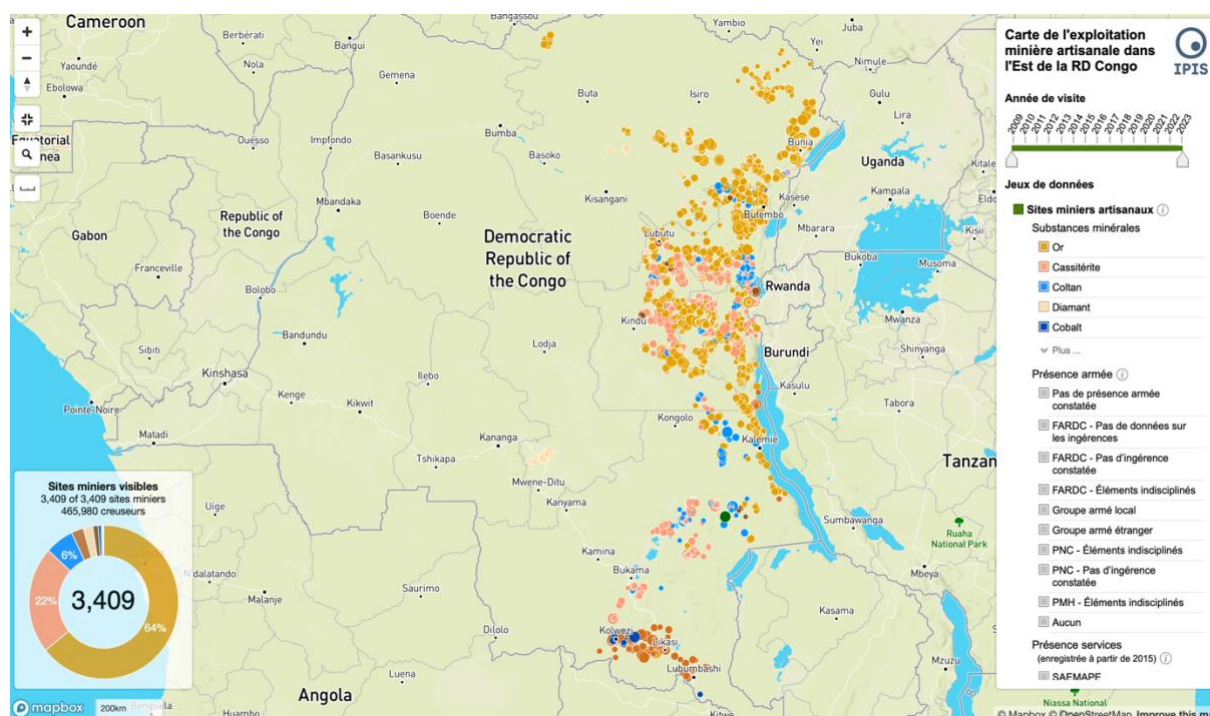 Cameroon
Bangassou
Yambio
Juba
Berbérati
Bangui
Yei
Yaoundé
Nola
Gemena
Nimule
Ebolowa
Buta
Isiro
Gulu
Lira
Equatorial
Ouesso
Impfondo
Bumba
Bunia
Basankusu
Basoko
Uganda
Kitale
Kisangani
Kampala
Kasese
Mbandaka
Butembo
Republic of
the Congo
Boende
Mbarara
Lubutu
Kisii
Gabon
Democratic
Republic of
the Congo
Bukoba
Musoma
Franceville
Bolobo
Rwanda
Kindu
Mwanza
Bandundu
Lodja
Sibiti
Burundi
Shinyanga
Kinshasa
Ilebo
Kasulu
Kenge
Kikwit
Tabora
Pointe-Noire
Kongolo
Matadi
Kananga
Kalemie
Tshikapa
Tanzan
Mwene-Ditu
Uige
Kanyama
Sumbawanga
Ruaha
National Park
Kamina
Ndalatando
Saurimo
Bukama
Mbeya
Malanje
Kasama
Dilolo
Kolwezi
Likasi
Mzuzu
Luena
Lubumbashi
Angola
Benguela
Huambo
Kitwe
Niassa National
Sites miniers visibles
3,409 of 3,409 sites miniers
465,980 creuseurs
6%
22%
3,409
64%
mapbox
200km
Carte de l'exploitation
minière artisanale dans
l'Est de la RD Congo
IPIS
Année de visite
2009 2010 2011 2012 2013 2014 2015 2016 2017 2018 2019 2020 2021 2022 2023
Jeux de données
Sites miniers artisanaux
Substances minérales
Or
Cassitérite
Coltan
Diamant
Cobalt
Plus ...
Présence armée
Pas de présence armée
constatée
FARDC - Pas de données sur
les ingérences
FARDC - Pas d'ingérence
constatée
FARDC - Éléments indisciplinés
Groupe armé local
Groupe armé étranger
PNC - Éléments indisciplinés
PNC - Pas d'ingérence
constatée
PMH - Éléments indisciplinés
Aucun
Présence services
(enregistrée à partir de 2015)
SAEMAPE
© Mapbox © OpenStreetMap Improve this m